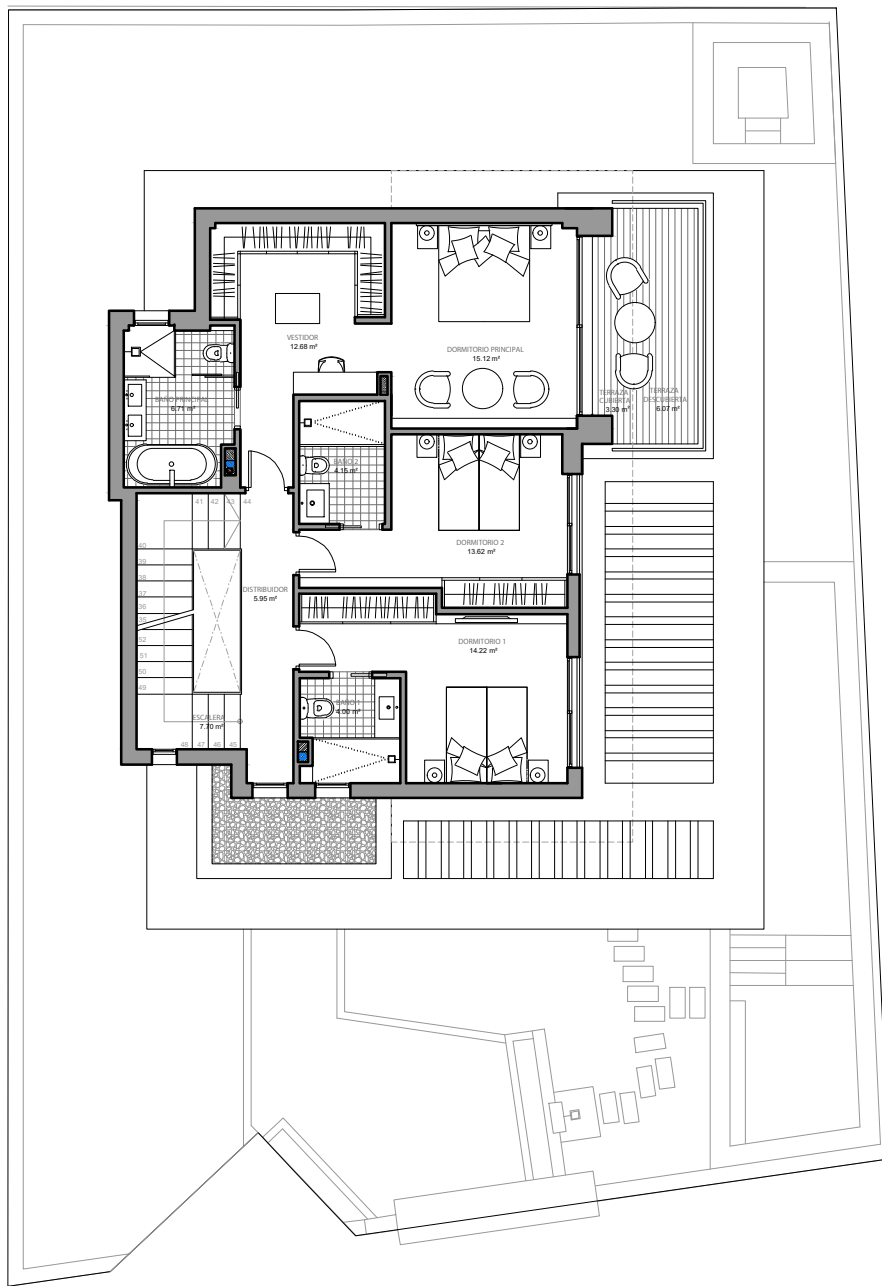 VESTIDOR
12.68 m²
DORMITORIO PRINCIPAL
15.12 m²
TERRAZA
CUBIERTA
3.30 m²
TERRAZA
DESCUBIERTA
6.07 m²
BAÑO PRINCIPAL
6.71 m²
BAÑO 2
4.15 m²
41 42 43 44
DORMITORIO 2
13.62 m²
40
39
38
37
36
35
52
51
50
49
DISTRIBUIDOR
5.95 m²
DORMITORIO 1
14.22 m²
BAÑO 1
4.00 m²
ESCALERA
7.70 m²
48 47 46 45